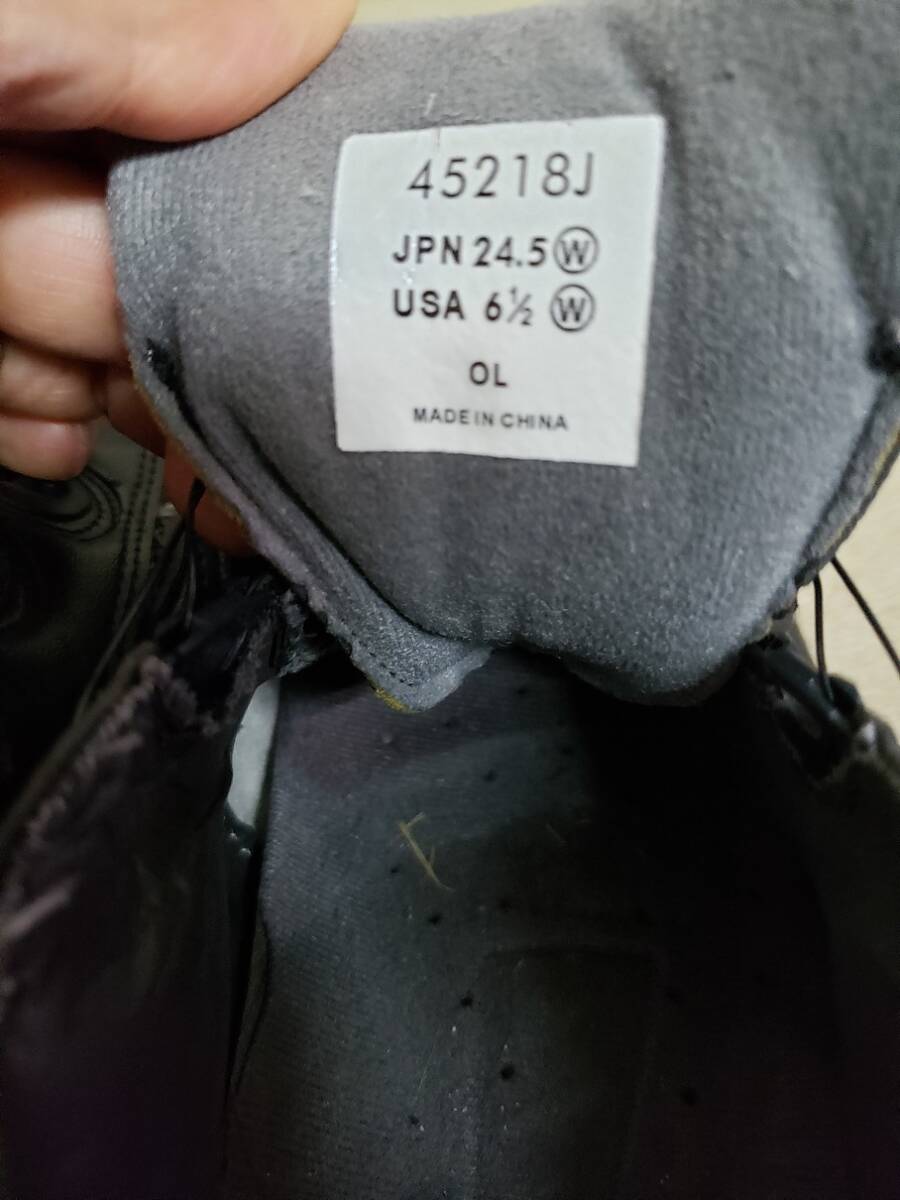 45218J
JPN 24.5 Ⓦ
USA 6½ Ⓦ
OL
MADE IN CHINA